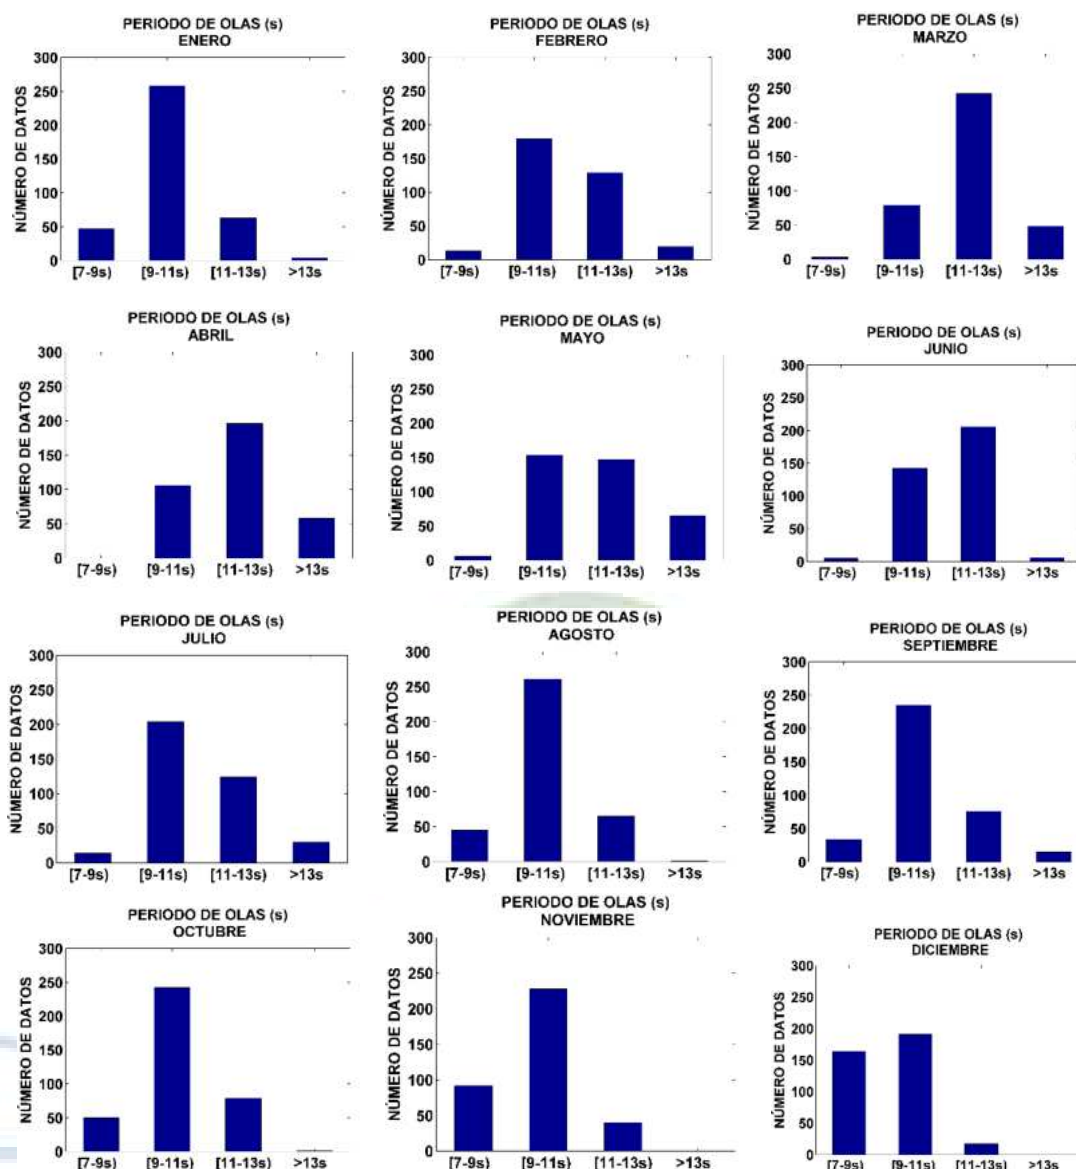 PERIODO DE OLAS (s)
ENERO
NÚMERO DE DATOS
300
250
200
150
100
50
0
[7-9s) [9-11s) [11-13s) >13s
PERIODO DE OLAS (s)
FEBRERO
NÚMERO DE DATOS
300
250
200
150
100
50
0
[7-9s) [9-11s) [11-13s) >13s
PERIODO DE OLAS (s)
MARZO
NÚMERO DE DATOS
300
250
200
150
100
50
0
[7-9s) [9-11s) [11-13s) >13s
PERIODO DE OLAS (s)
ABRIL
NÚMERO DE DATOS
300
250
200
150
100
50
0
[7-9s) [9-11s) [11-13s) >13s
PERIODO DE OLAS (s)
MAYO
NÚMERO DE DATOS
300
250
200
150
100
50
0
[7-9s) [9-11s) [11-13s) >13s
PERIODO DE OLAS (s)
JUNIO
NÚMERO DE DATOS
300
250
200
150
100
50
0
[7-9s) [9-11s) [11-13s) >13s
PERIODO DE OLAS (s)
JULIO
NÚMERO DE DATOS
300
250
200
150
100
50
0
[7-9s) [9-11s) [11-13s) >13s
PERIODO DE OLAS (s)
AGOSTO
NÚMERO DE DATOS
300
250
200
150
100
50
0
[7-9s) [9-11s) [11-13s) >13s
PERIODO DE OLAS (s)
SEPTIEMBRE
NÚMERO DE DATOS
300
250
200
150
100
50
0
[7-9s) [9-11s) [11-13s) >13s
PERIODO DE OLAS (s)
OCTUBRE
NÚMERO DE DATOS
300
250
200
150
100
50
0
[7-9s) [9-11s) [11-13s) >13s
PERIODO DE OLAS (s)
NOVIEMBRE
NÚMERO DE DATOS
300
250
200
150
100
50
0
[7-9s) [9-11s) [11-13s) >13s
PERIODO DE OLAS (s)
DICIEMBRE
NÚMERO DE DATOS
300
250
200
150
100
50
0
[7-9s) [9-11s) [11-13s) >13s